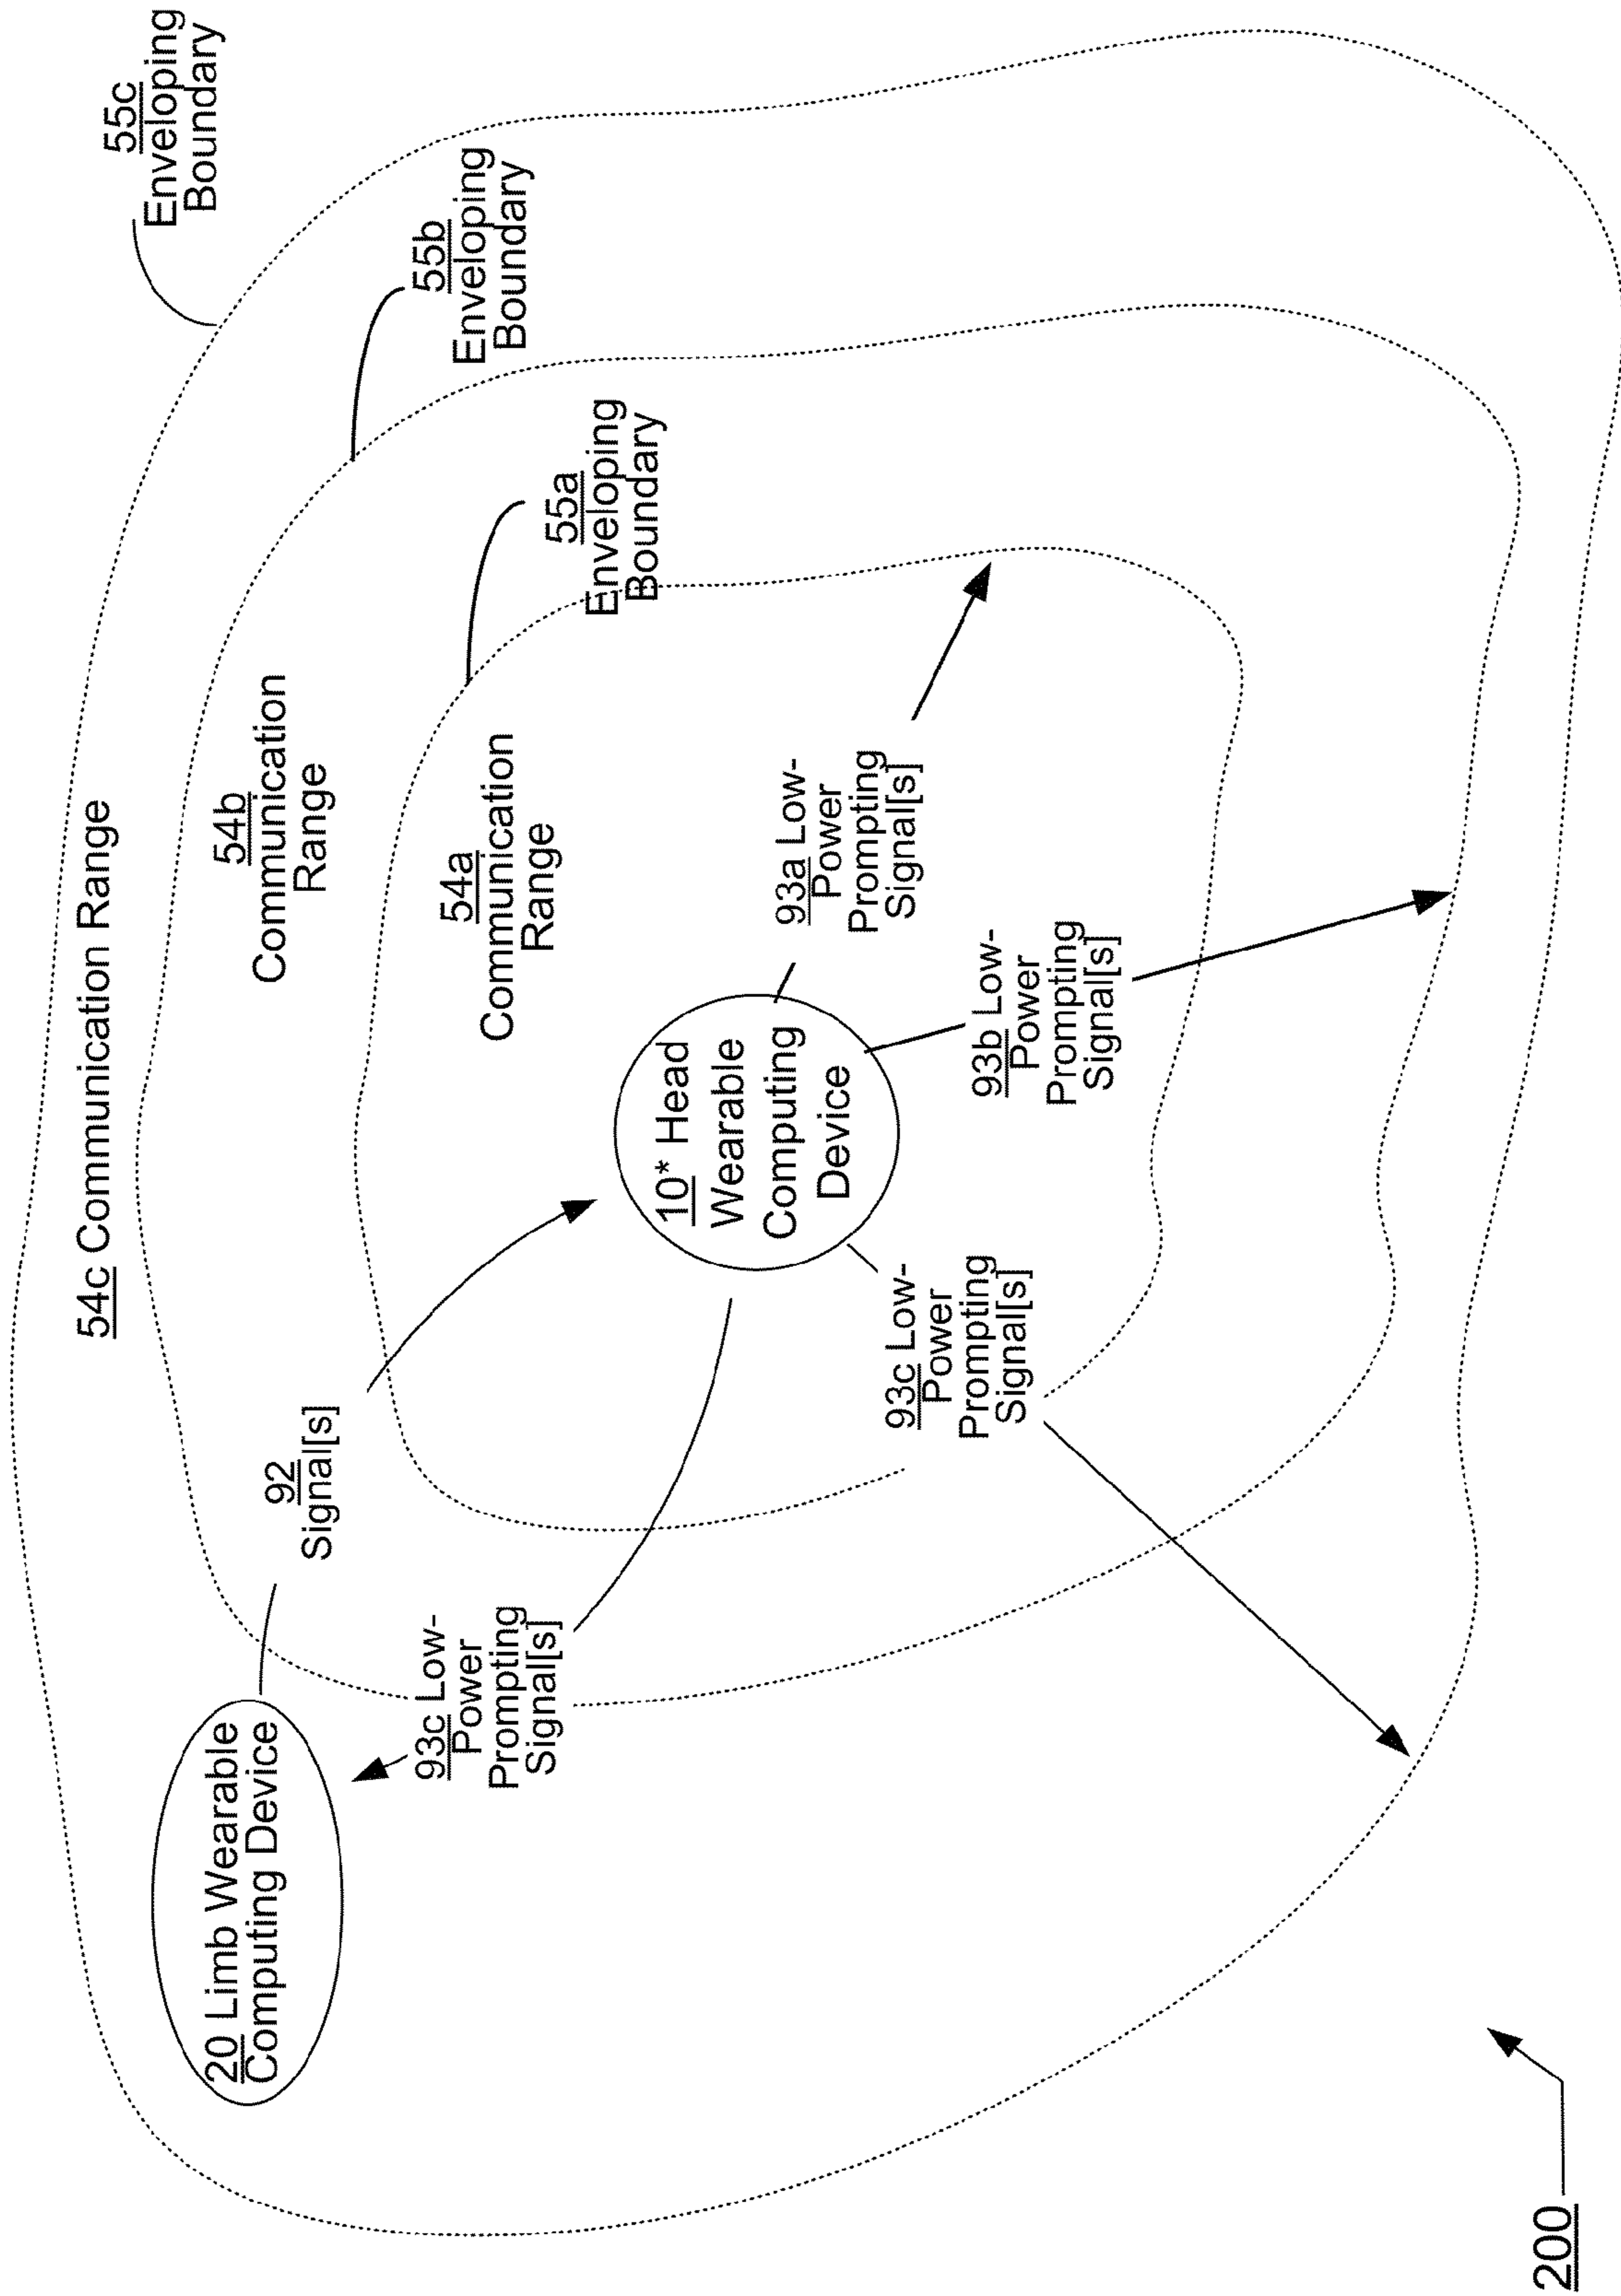 55c
Enveloping
Boundary
55b
Enveloping
Boundary
55a
Enveloping
Boundary
54c Communication Range
54b
Communication
Range
54a
Communication
Range
92
Signal[s]
20 Limb Wearable
Computing Device
10* Head
Wearable
Computing
Device
93a Low-
Power
Prompting
Signal[s]
93b Low-
Power
Prompting
Signal[s]
93c Low-
Power
Prompting
Signal[s]
93c Low-
Power
Prompting
Signal[s]
200